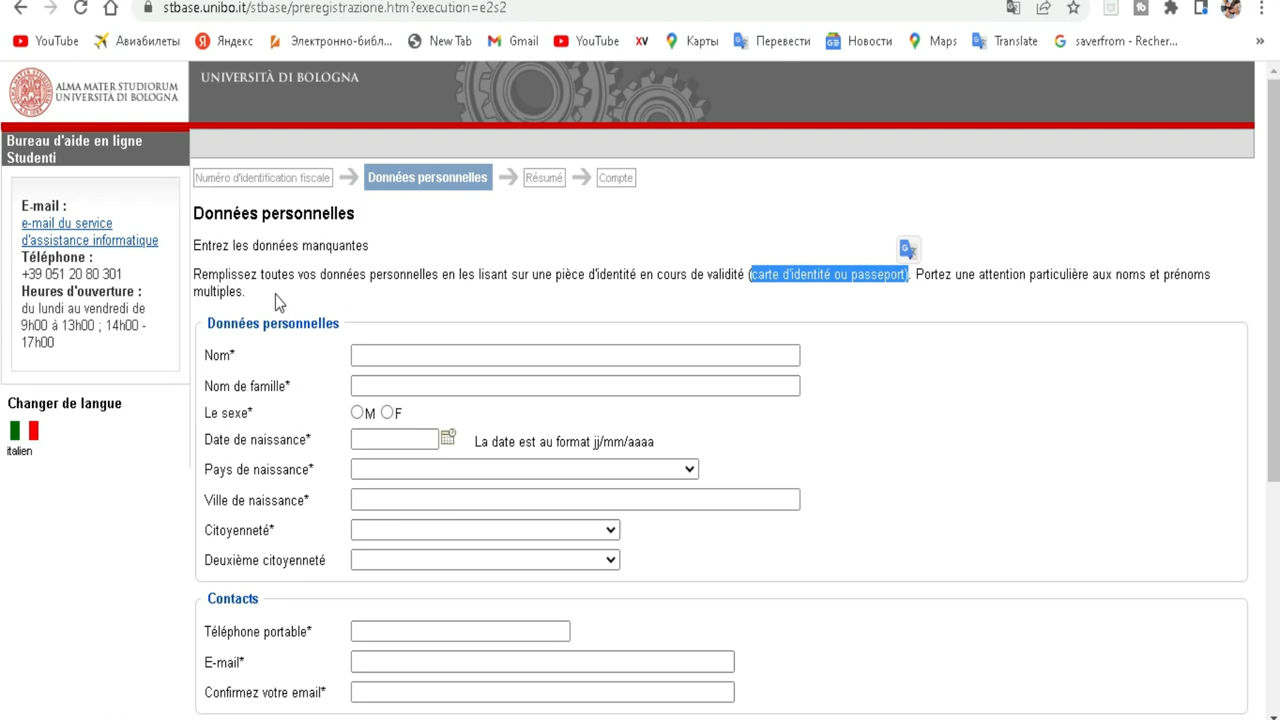 stbase.unibo.it/stbase/preregistrazione.htm?execution=e2s2
YouTube Авиабилеты Яндекс Электронно-библ... New Tab Gmail YouTube XV Карты Перевести Новости Maps Translate saverfrom - Recher... »
ALMA MATER STUDIORUM
UNIVERSITÀ DI BOLOGNA
UNIVERSITÀ DI BOLOGNA
Bureau d'aide en ligne
Studenti
E-mail :
e-mail du service
d'assistance informatique
Téléphone :
+39 051 20 80 301
Heures d'ouverture :
du lundi au vendredi de
9h00 à 13h00 ; 14h00 -
17h00
Changer de langue
italien
Numéro d'identification fiscale Données personnelles Résumé Compte
Données personnelles
Entrez les données manquantes
Remplissez toutes vos données personnelles en les lisant sur une pièce d'identité en cours de validité (carte d'identité ou passeport). Portez une attention particulière aux noms et prénoms
multiples.
Données personnelles
Nom*
Nom de famille*
Le sexe* M F
Date de naissance* La date est au format jj/mm/aaaa
Pays de naissance*
Ville de naissance*
Citoyenneté*
Deuxième citoyenneté
Contacts
Téléphone portable*
E-mail*
Confirmez votre email*